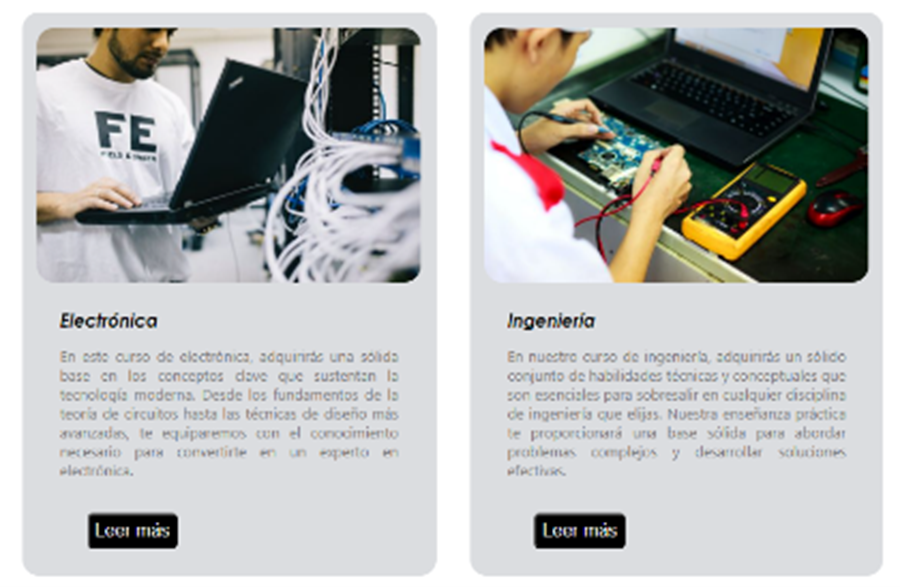 FE
Electrónica
En este curso de electrónica, adquirirás una sólida
base en los conceptos clave que sustentan la
tecnología moderna. Desde los fundamentos de la
teoría de circuitos hasta las técnicas de diseño más
avanzadas, te equiparemos con el conocimiento
necesario para convertirte en un experto en
electrónica.
Leer más
Ingeniería
En nuestro curso de ingeniería, adquirirás un sólido
conjunto de habilidades técnicas y conceptuales que
son esenciales para sobresalir en cualquier disciplina
de ingeniería que elijas. Nuestra enseñanza práctica
te proporcionará una base sólida para abordar
problemas complejos y desarrollar soluciones
efectivas.
Leer más